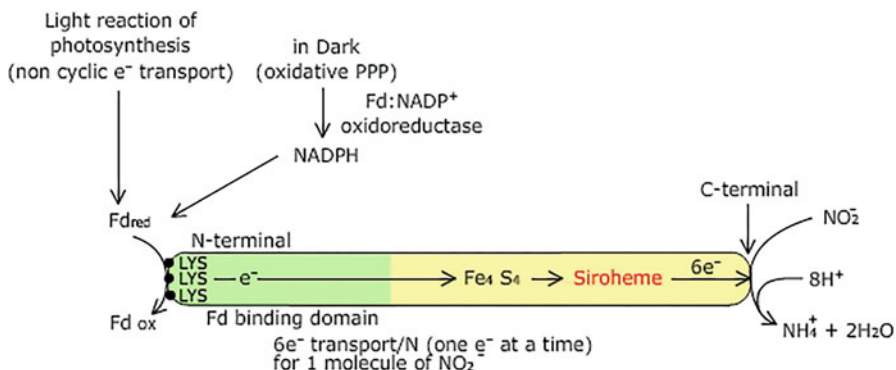 Light reaction of
photosynthesis
(non cyclic e⁻ transport)
in Dark
(oxidative PPP)
Fd:NADP⁺
oxidoreductase
NADPH
C-terminal
Fdred
NO₂⁻
N-terminal
LYS
LYS
LYS
e⁻
Fe₄ S₄
Siroheme
6e⁻
8H⁺
Fd ox
Fd binding domain
NH₄⁺ + 2H₂O
6e⁻ transport/N (one e⁻ at a time)
for 1 molecule of NO₂⁻